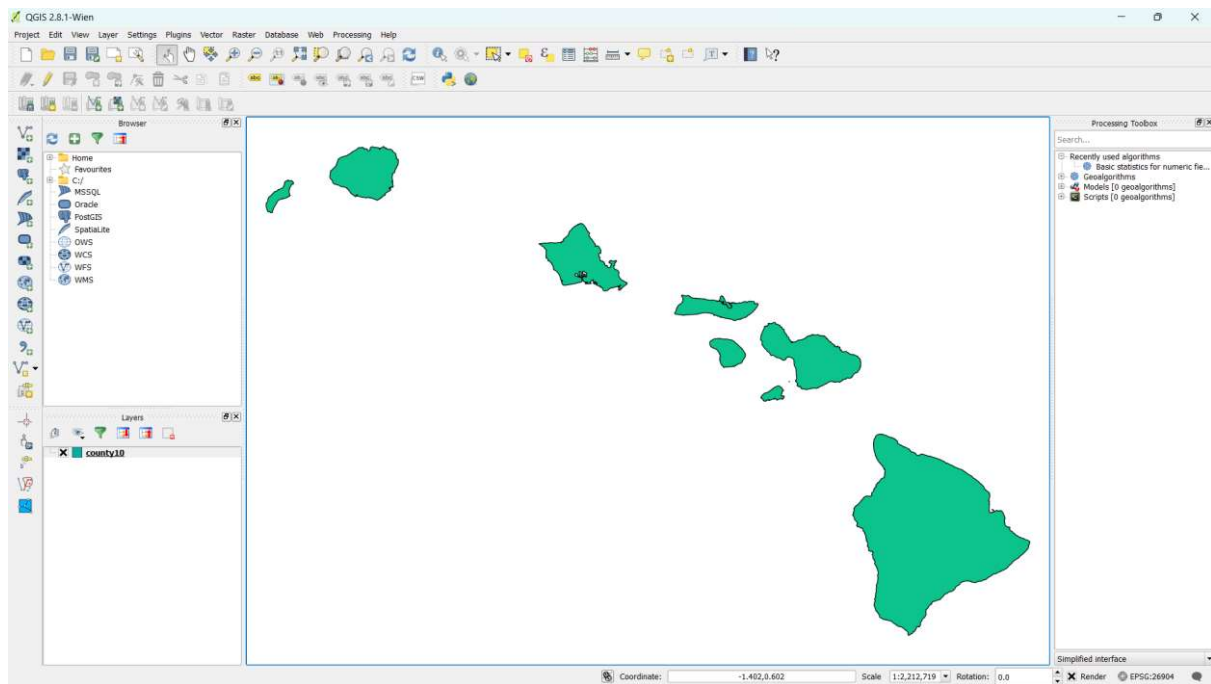 QGIS 2.8.1-Wien
Project Edit View Layer Settings Plugins Vector Raster Database Web Processing Help
abc
CSW
Browser
Home
Favourites
C:/
MSSQL
Oracle
PostGIS
SpatiaLite
OWS
WCS
WFS
WMS
Layers
county10
Processing Toolbox
Search...
Recently used algorithms
Basic statistics for numeric fie...
Geoalgorithms
Models [0 geoalgorithms]
Scripts [0 geoalgorithms]
Simplified interface
Coordinate: -1.402,0.602 Scale 1:2,212,719 Rotation: 0.0 Render EPSG:26904